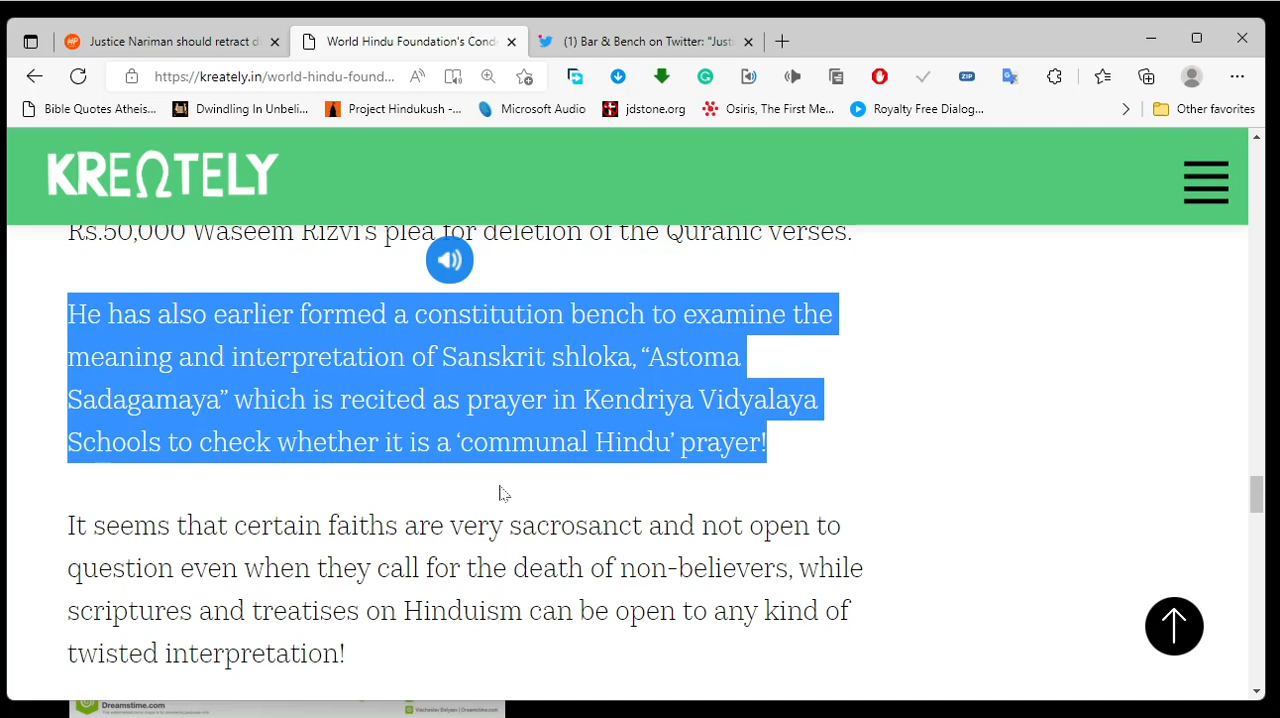 Justice Nariman should retract d
World Hindu Foundation's Cond
(1) Bar & Bench on Twitter: "Just
https://kreately.in/world-hindu-found...
Bible Quotes Atheis...
Dwindling In Unbeli...
Project Hindukush -...
Microsoft Audio
jdstone.org
Osiris, The First Me...
Royalty Free Dialog...
Other favorites
KREΩTELY
Rs.50,000 Waseem Rizvi's plea for deletion of the Quranic verses.
He has also earlier formed a constitution bench to examine the
meaning and interpretation of Sanskrit shloka, “Astoma
Sadagamaya” which is recited as prayer in Kendriya Vidyalaya
Schools to check whether it is a ‘communal Hindu’ prayer!
It seems that certain faiths are very sacrosanct and not open to
question even when they call for the death of non-believers, while
scriptures and treatises on Hinduism can be open to any kind of
twisted interpretation!
Dreamstime.com